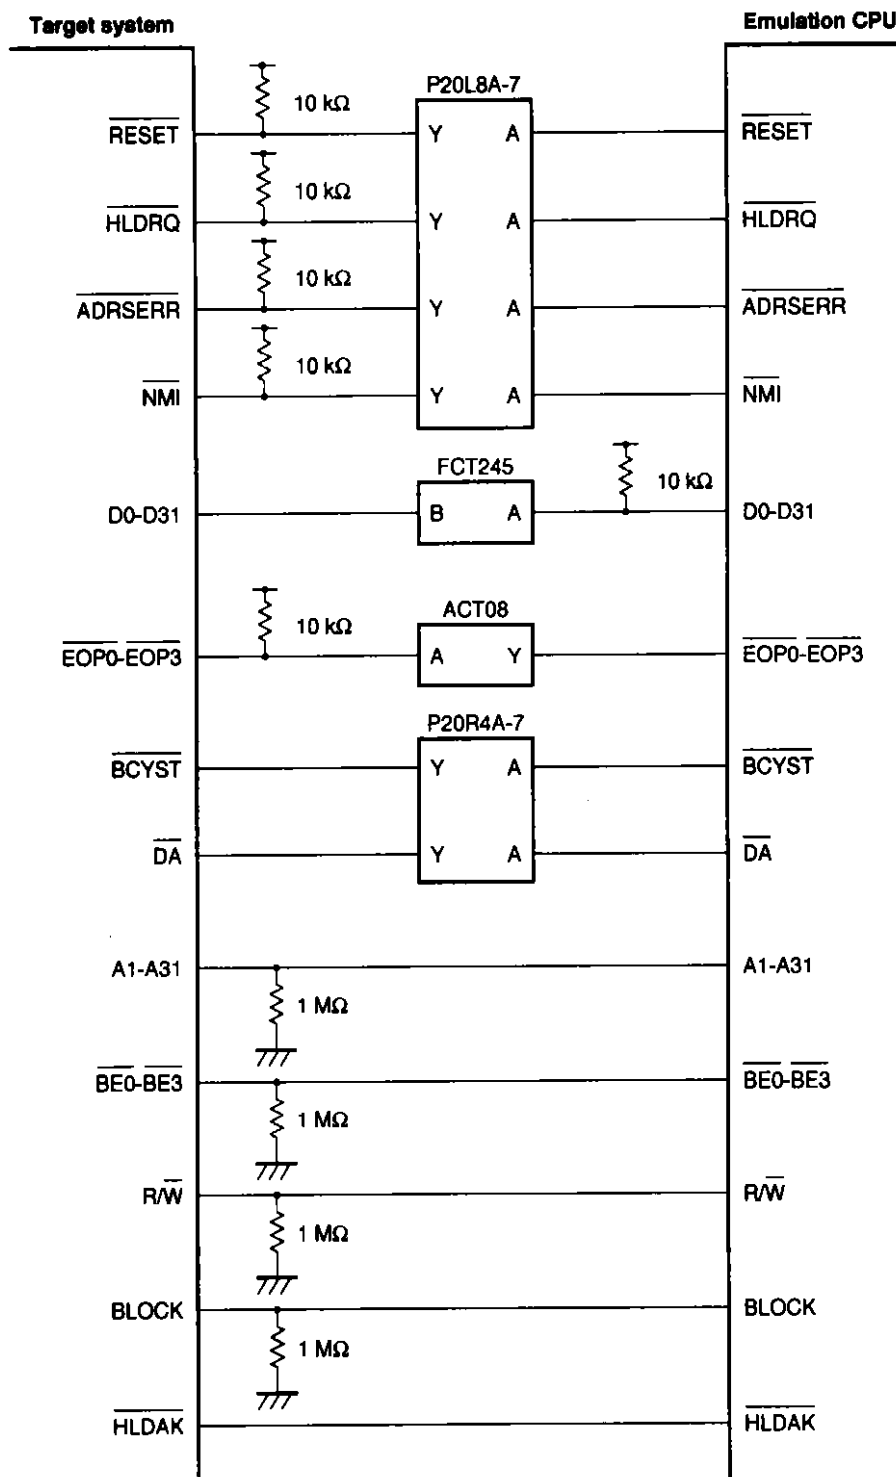 Target system
Emulation CPU
P20L8A-7
10 kΩ
RESET Y A RESET
10 kΩ
HLDRQ Y A HLDRQ
10 kΩ
ADRSERR Y A ADRSERR
10 kΩ
NMI Y A NMI
FCT245
10 kΩ
D0-D31 B A D0-D31
ACT08
10 kΩ
EOP0-EOP3 A Y EOP0-EOP3
P20R4A-7
BCYST Y A BCYST
DA Y A DA
A1-A31 A1-A31
1 MΩ
BE0-BE3 BE0-BE3
1 MΩ
R/W R/W
1 MΩ
BLOCK BLOCK
1 MΩ
HLDAK HLDAK